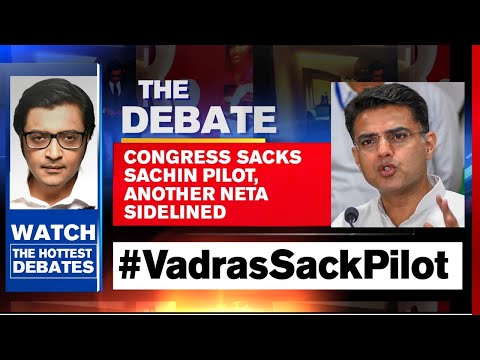 THE
DEBATE
CONGRESS SACKS
SACHIN PILOT,
ANOTHER NETA
SIDELINED
WATCH
THE HOTTEST
DEBATES
#VadrasSackPilot